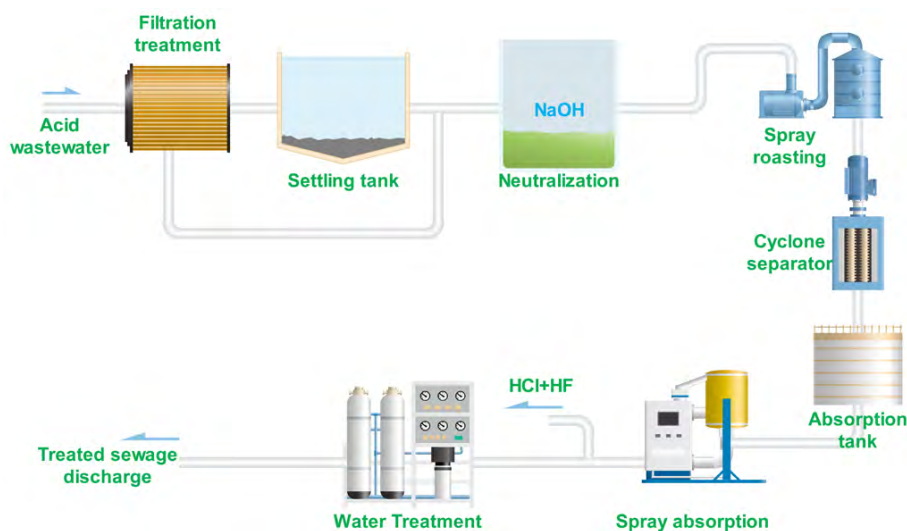 Filtration
treatment
Acid
wastewater
Settling tank
NaOH
Neutralization
Spray
roasting
Cyclone
separator
Absorption
tank
HCl+HF
Spray absorption
Water Treatment
Treated sewage
discharge